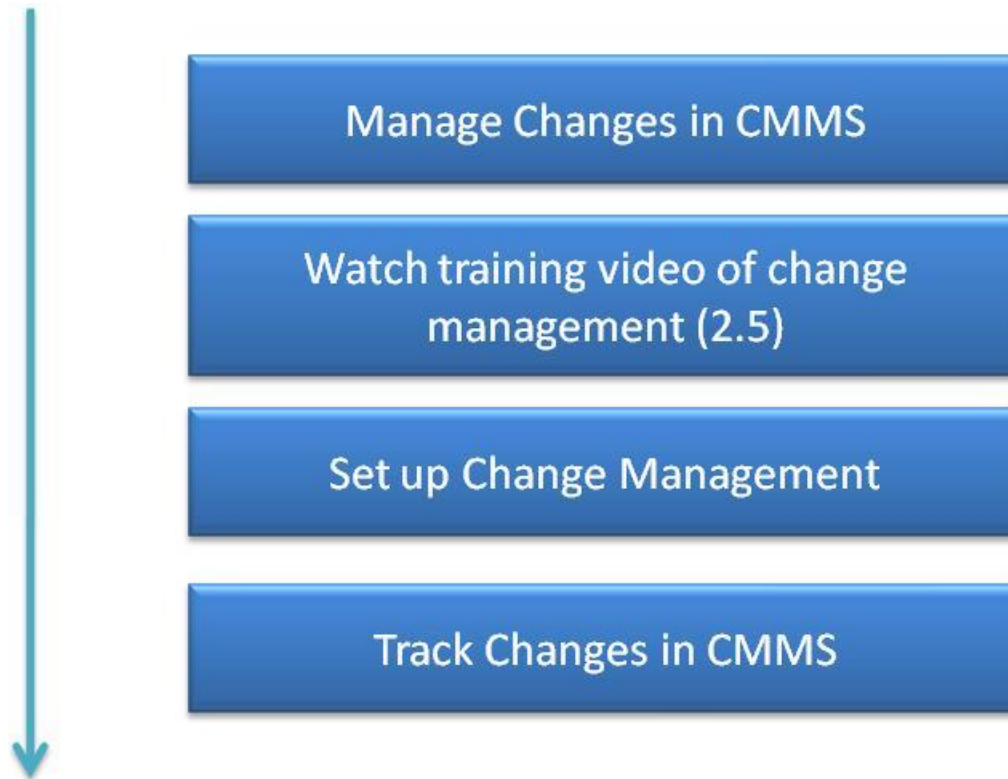 Manage Changes in CMMS
Watch training video of change
management (2.5)
Set up Change Management
Track Changes in CMMS